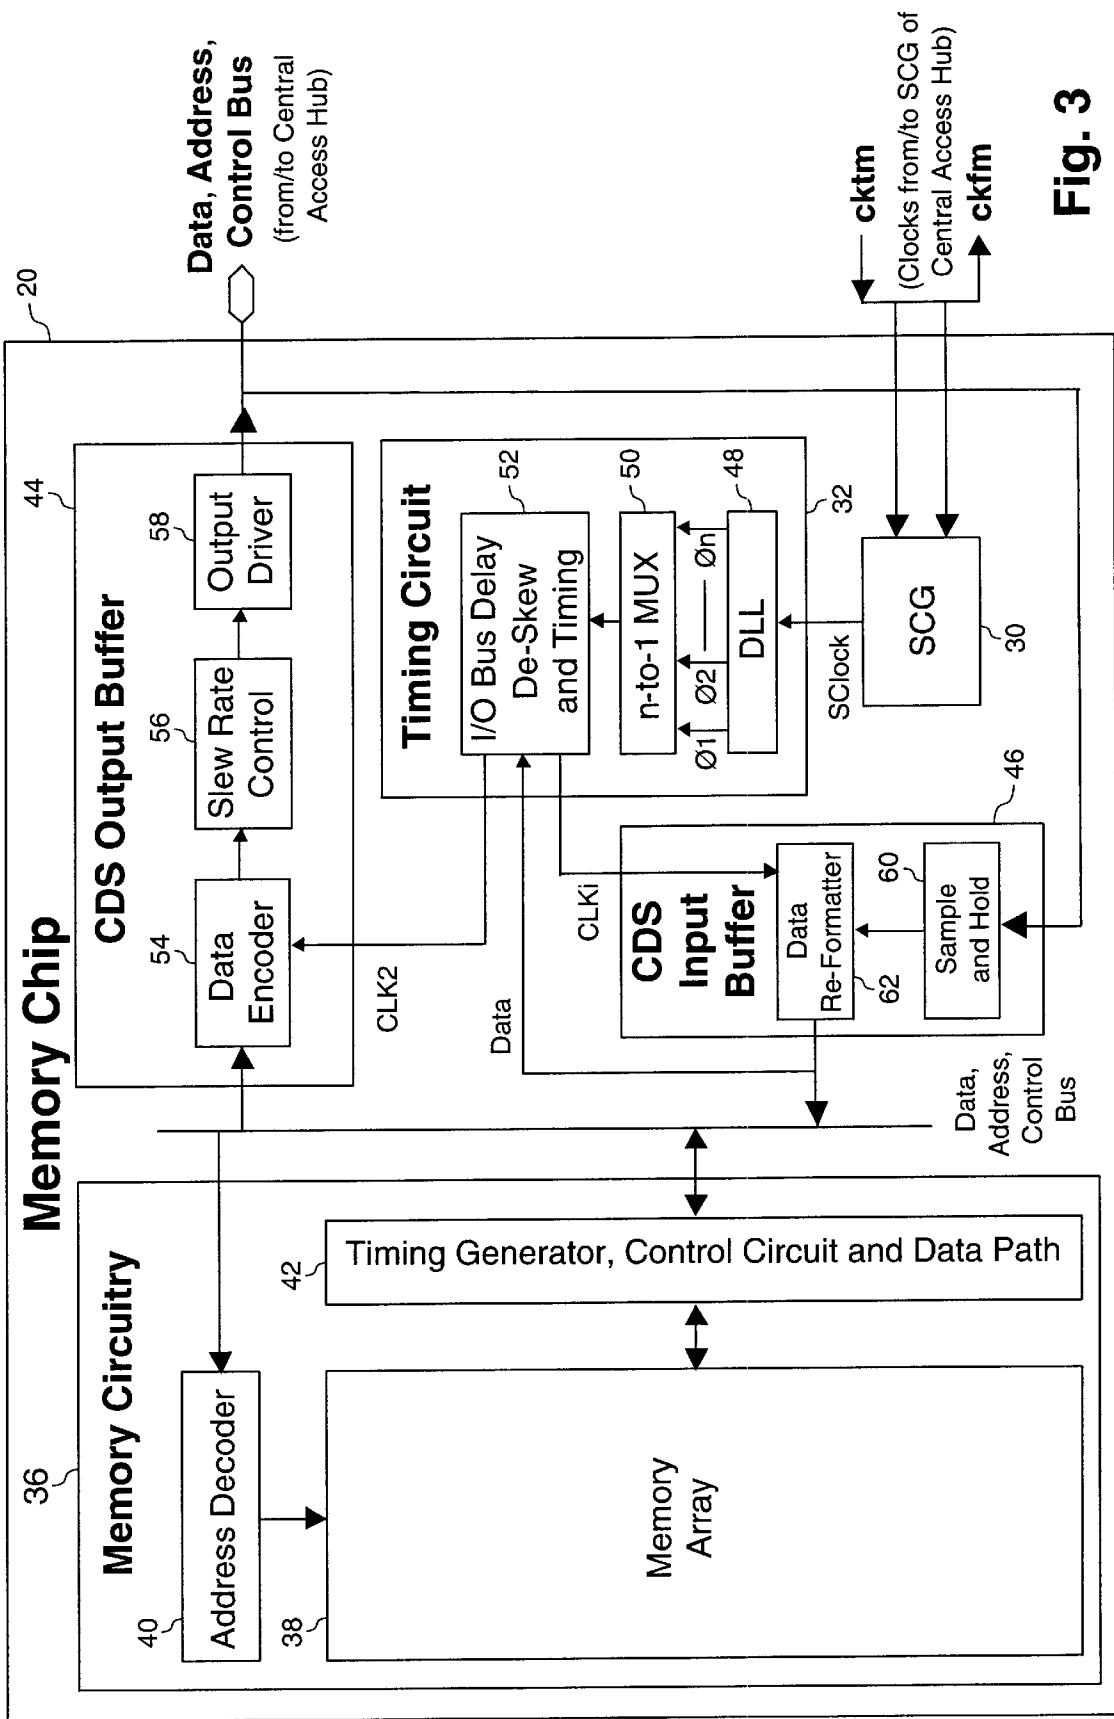 Memory Chip
20
36
Memory Circuitry
40
Address Decoder
38
Memory
Array
42
Timing Generator, Control Circuit and Data Path
44
CDS Output Buffer
54
Data
Encoder
56
Slew Rate
Control
58
Output
Driver
Data, Address,
Control Bus
(from/to Central
Access Hub)
CLK2
Data
CLKi
Timing Circuit
52
I/O Bus Delay
De-Skew
and Timing
50
n-to-1 MUX
Ø1
Ø2
Øn
48
DLL
32
CDS
Input
Buffer
Data
Re-Formatter
62
60
Sample
and Hold
46
Data,
Address,
Control
Bus
SClock
SCG
30
cktm
(Clocks from/to SCG of
Central Access Hub)
ckfm
Fig. 3